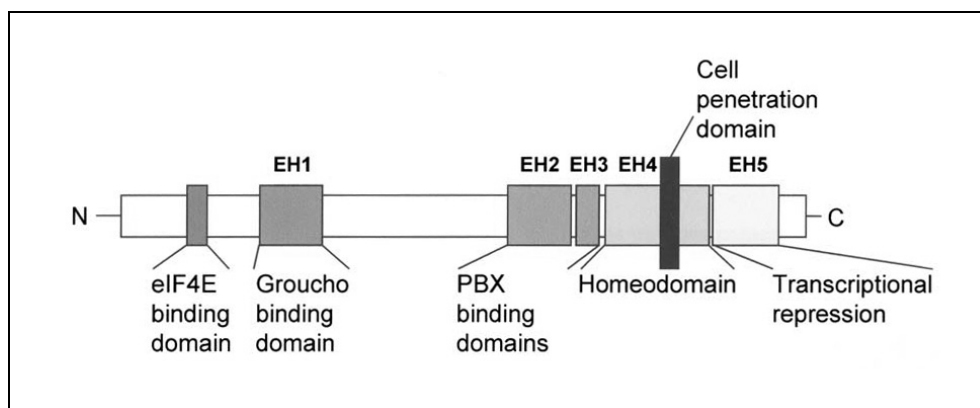 Cell
penetration
domain
EH1 EH2 EH3 EH4 EH5
N C
eIF4E
binding
domain
Groucho
binding
domain
PBX
binding
domains
Homeodomain
Transcriptional
repression